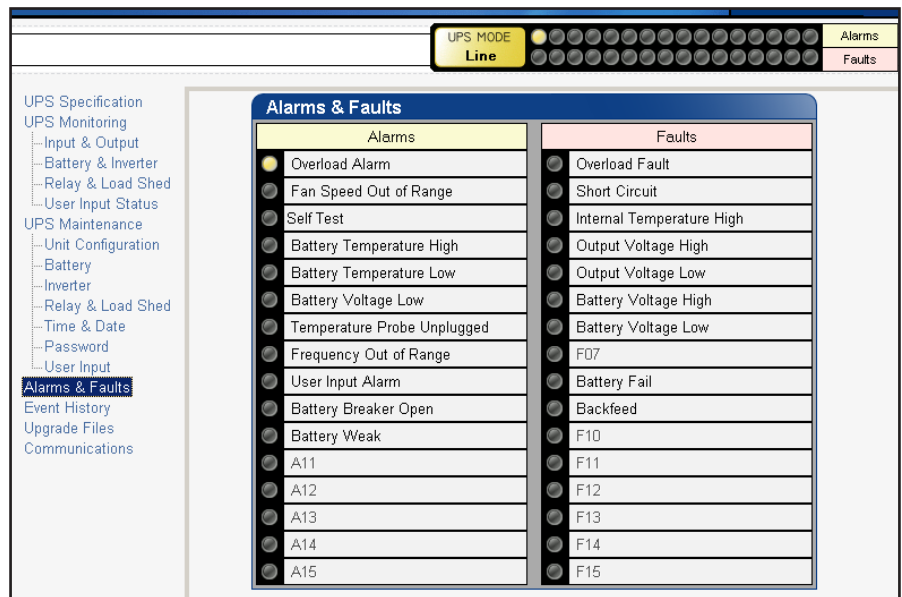 UPS MODE
Line
Alarms
Faults
UPS Specification
UPS Monitoring
Input & Output
Battery & Inverter
Relay & Load Shed
User Input Status
UPS Maintenance
Unit Configuration
Battery
Inverter
Relay & Load Shed
Time & Date
Password
User Input
Alarms & Faults
Event History
Upgrade Files
Communications
Alarms & Faults
Alarms
Overload Alarm
Fan Speed Out of Range
Self Test
Battery Temperature High
Battery Temperature Low
Battery Voltage Low
Temperature Probe Unplugged
Frequency Out of Range
User Input Alarm
Battery Breaker Open
Battery Weak
A11
A12
A13
A14
A15
Faults
Overload Fault
Short Circuit
Internal Temperature High
Output Voltage High
Output Voltage Low
Battery Voltage High
Battery Voltage Low
F07
Battery Fail
Backfeed
F10
F11
F12
F13
F14
F15